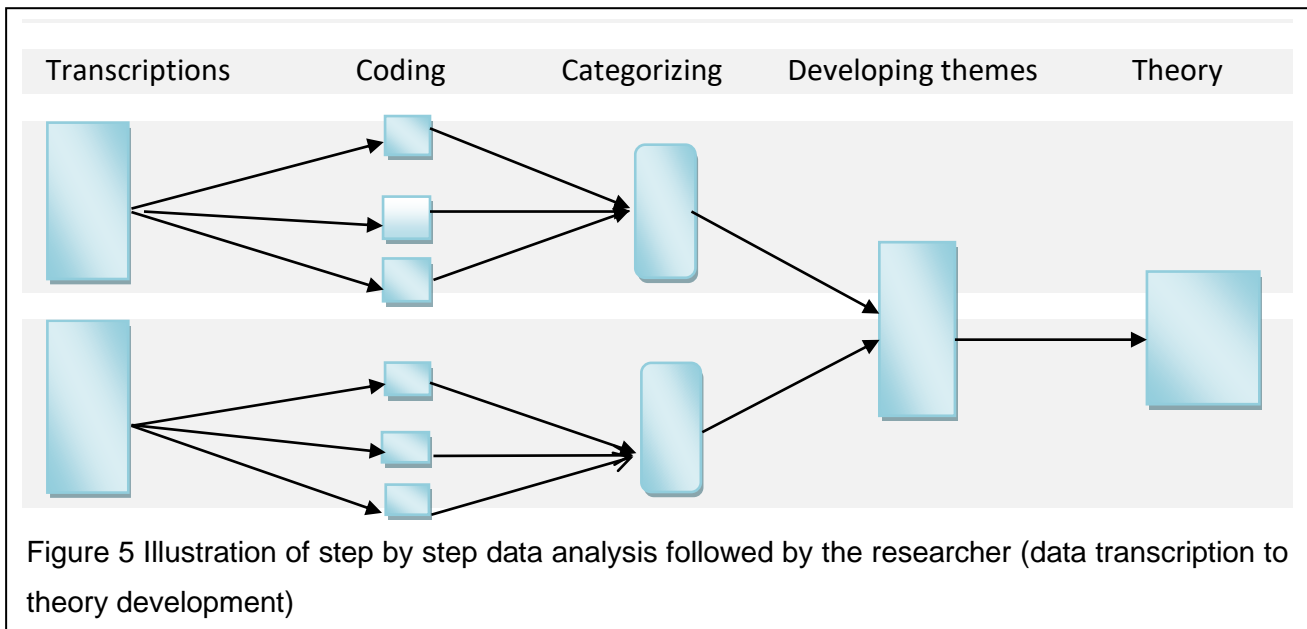 Transcriptions Coding Categorizing Developing themes Theory
Figure 5 Illustration of step by step data analysis followed by the researcher (data transcription to
theory development)